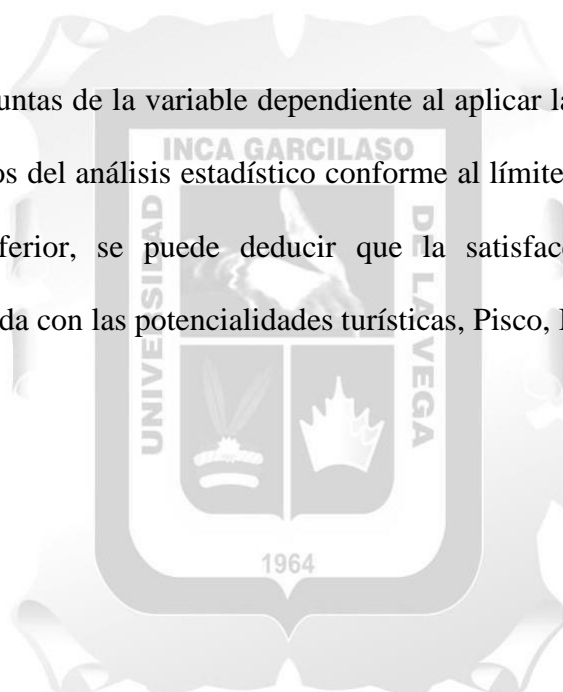 untas de la variable dependiente al aplicar la
INCA GARCILASO
os del análisis estadístico conforme al límite
ferior, se puede deducir que la satisfac
da con las potencialidades turísticas, Pisco,
UNIVERSIDAD
DE LA VEGA
1964